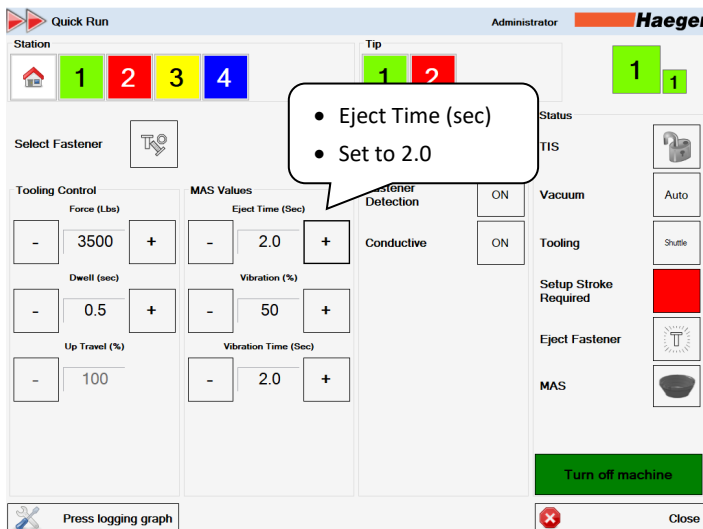 Quick Run
Administrator
Haeger
Station
Tip
1 2 3 4
1 2
1 1
• Eject Time (sec)
• Set to 2.0
Select Fastener
Status
TIS
Tooling Control
MAS Values
Detection
ON
Vacuum
Auto
Force (Lbs)
Eject Time (Sec)
- 3500 +
- 2.0 +
Conductive
ON
Tooling
Shuttle
Dwell (sec)
Vibration (%)
- 0.5 +
- 50 +
Setup Stroke
Required
Up Travel (%)
Vibration Time (Sec)
Eject Fastener
T
- 100
- 2.0 +
MAS
Turn off machine
Press logging graph
Close